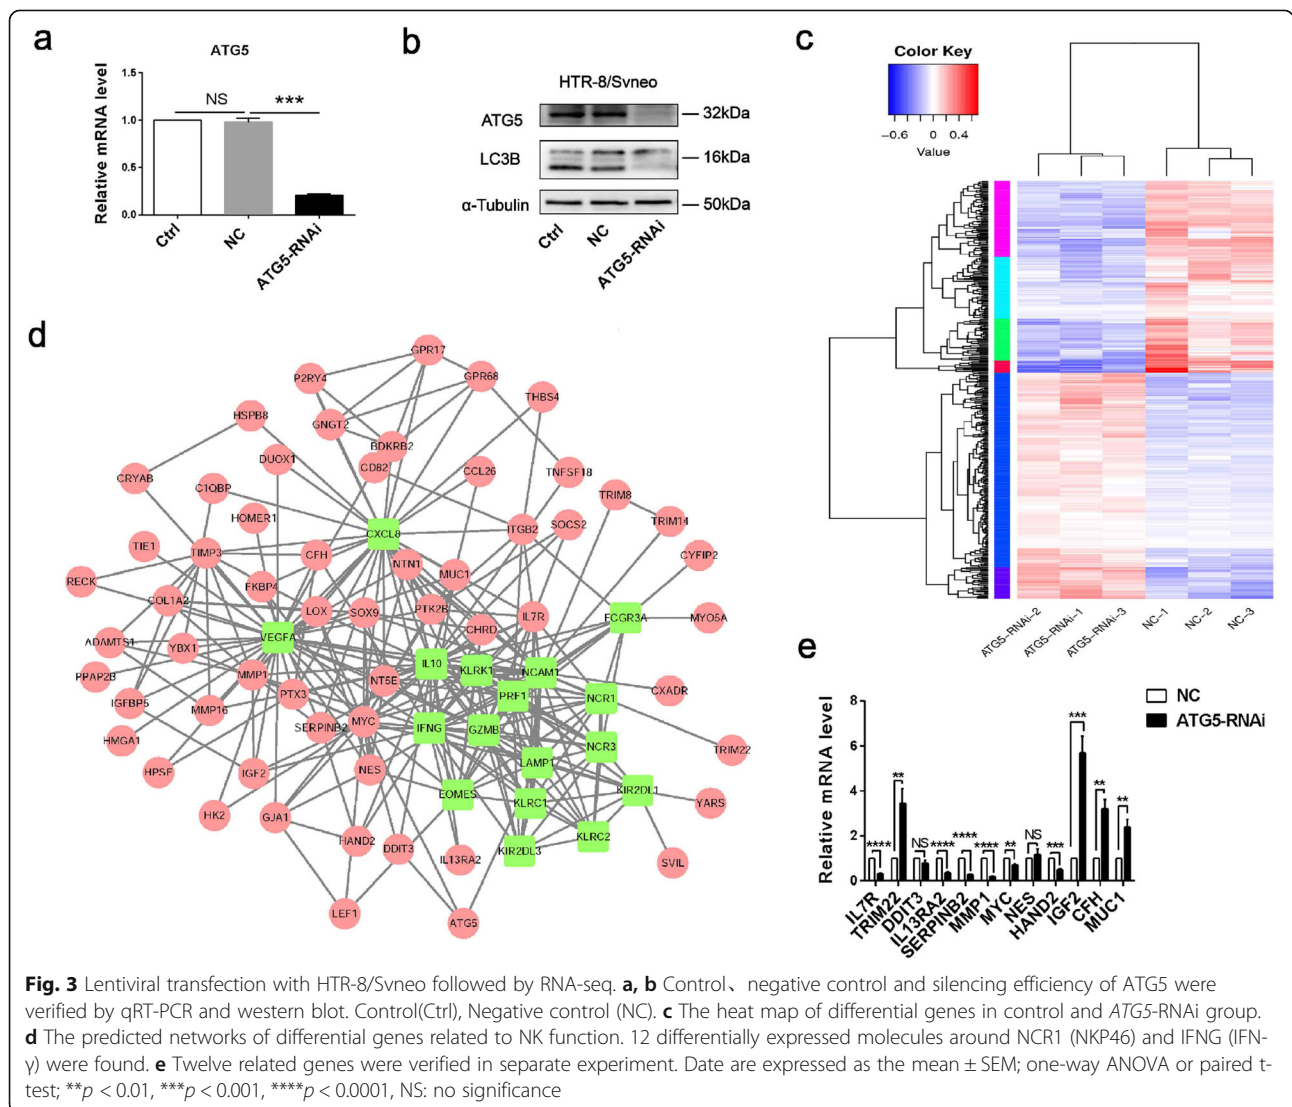 a
ATG5
Relative mRNA level
1.5
1.0
0.5
0.0
NS
***
Ctrl
NC
ATG5-RNAi
b
HTR-8/Svneo
ATG5
32kDa
LC3B
16kDa
α-Tubulin
50kDa
Ctrl
NC
ATG5-RNAi
c
Color Key
-0.6 0 0.4
Value
ATG5-RNAi-2
ATG5-RNAi-1
ATG5-RNAi-3
NC-1
NC-2
NC-3
d
GPR17
P2RY4
GPR68
THBS4
HSPB8
GNGT2
BDKRB2
DUOX1
CD82
CCL26
TNFSF18
CRYAB
C1QBP
TRIM8
HOMER1
CXCL8
ITGB2
SOCS2
TRIM14
TIE1
TIMP3
CFH
NTN1
MUC1
CYFIP2
RECK
COL1A2
FKBP4
LOX
SOX9
PTK2B
IL7R
FCGR3A
MYO5A
ADAMTS1
YBX1
VEGFA
CHRD
PPAP2B
MMP1
IL10
KLRK1
NCAM1
IGFBP5
MMP16
PTX3
NT5E
PRF1
NCR1
CXADR
HMGA1
SERPINB2
MYC
IFNG
GZMB
NCR3
TRIM22
HPSE
IGF2
NES
LAMP1
HK2
GJA1
EOMES
KLRC1
KIR2DL1
YARS
HAND2
DDIT3
IL13RA2
KIR2DL3
KLRC2
SVIL
LEF1
ATG5
e
NC
ATG5-RNAi
Relative mRNA level
8
6
4
2
0
****
**
NS
****
****
****
**
NS
***
***
**
**
IL7R
TRIM22
DDIT3
IL13RA2
SERPINB2
MMP1
MYC
NES
HAND2
IGF2
CFH
MUC1
Fig. 3 Lentiviral transfection with HTR-8/Svneo followed by RNA-seq. a, b Control、 negative control and silencing efficiency of ATG5 were
verified by qRT-PCR and western blot. Control(Ctrl), Negative control (NC). c The heat map of differential genes in control and ATG5-RNAi group.
d The predicted networks of differential genes related to NK function. 12 differentially expressed molecules around NCR1 (NKP46) and IFNG (IFN-
γ) were found. e Twelve related genes were verified in separate experiment. Date are expressed as the mean ± SEM; one-way ANOVA or paired t-
test; **p < 0.01, ***p < 0.001, ****p < 0.0001, NS: no significance